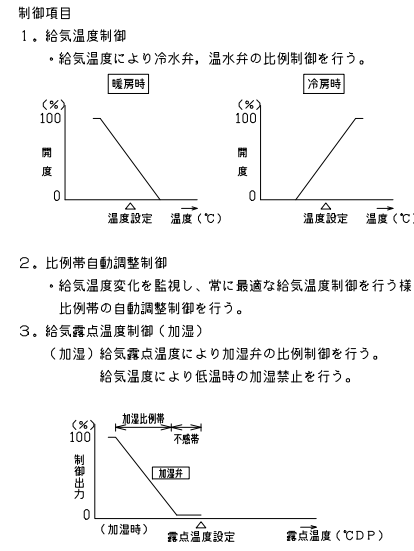 制御項目
1．給気温度制御
・給気温度により冷水弁，温水弁の比例制御を行う。
暖房時
冷房時
(%)
100
開
度
0
温度設定
温度（℃）
(%)
100
開
度
0
温度設定
温度（℃）
2．比例帯自動調整制御
・給気温度変化を監視し、常に最適な給気温度制御を行う様
比例帯の自動調整制御を行う。
3．給気露点温度制御（加湿）
（加湿）給気露点温度により加湿弁の比例制御を行う。
給気温度により低温時の加湿禁止を行う。
(%)
100
制
御
出
力
0
加湿比例帯
不感帯
加湿弁
（加湿時）
露点温度設定
露点温度（℃DP）